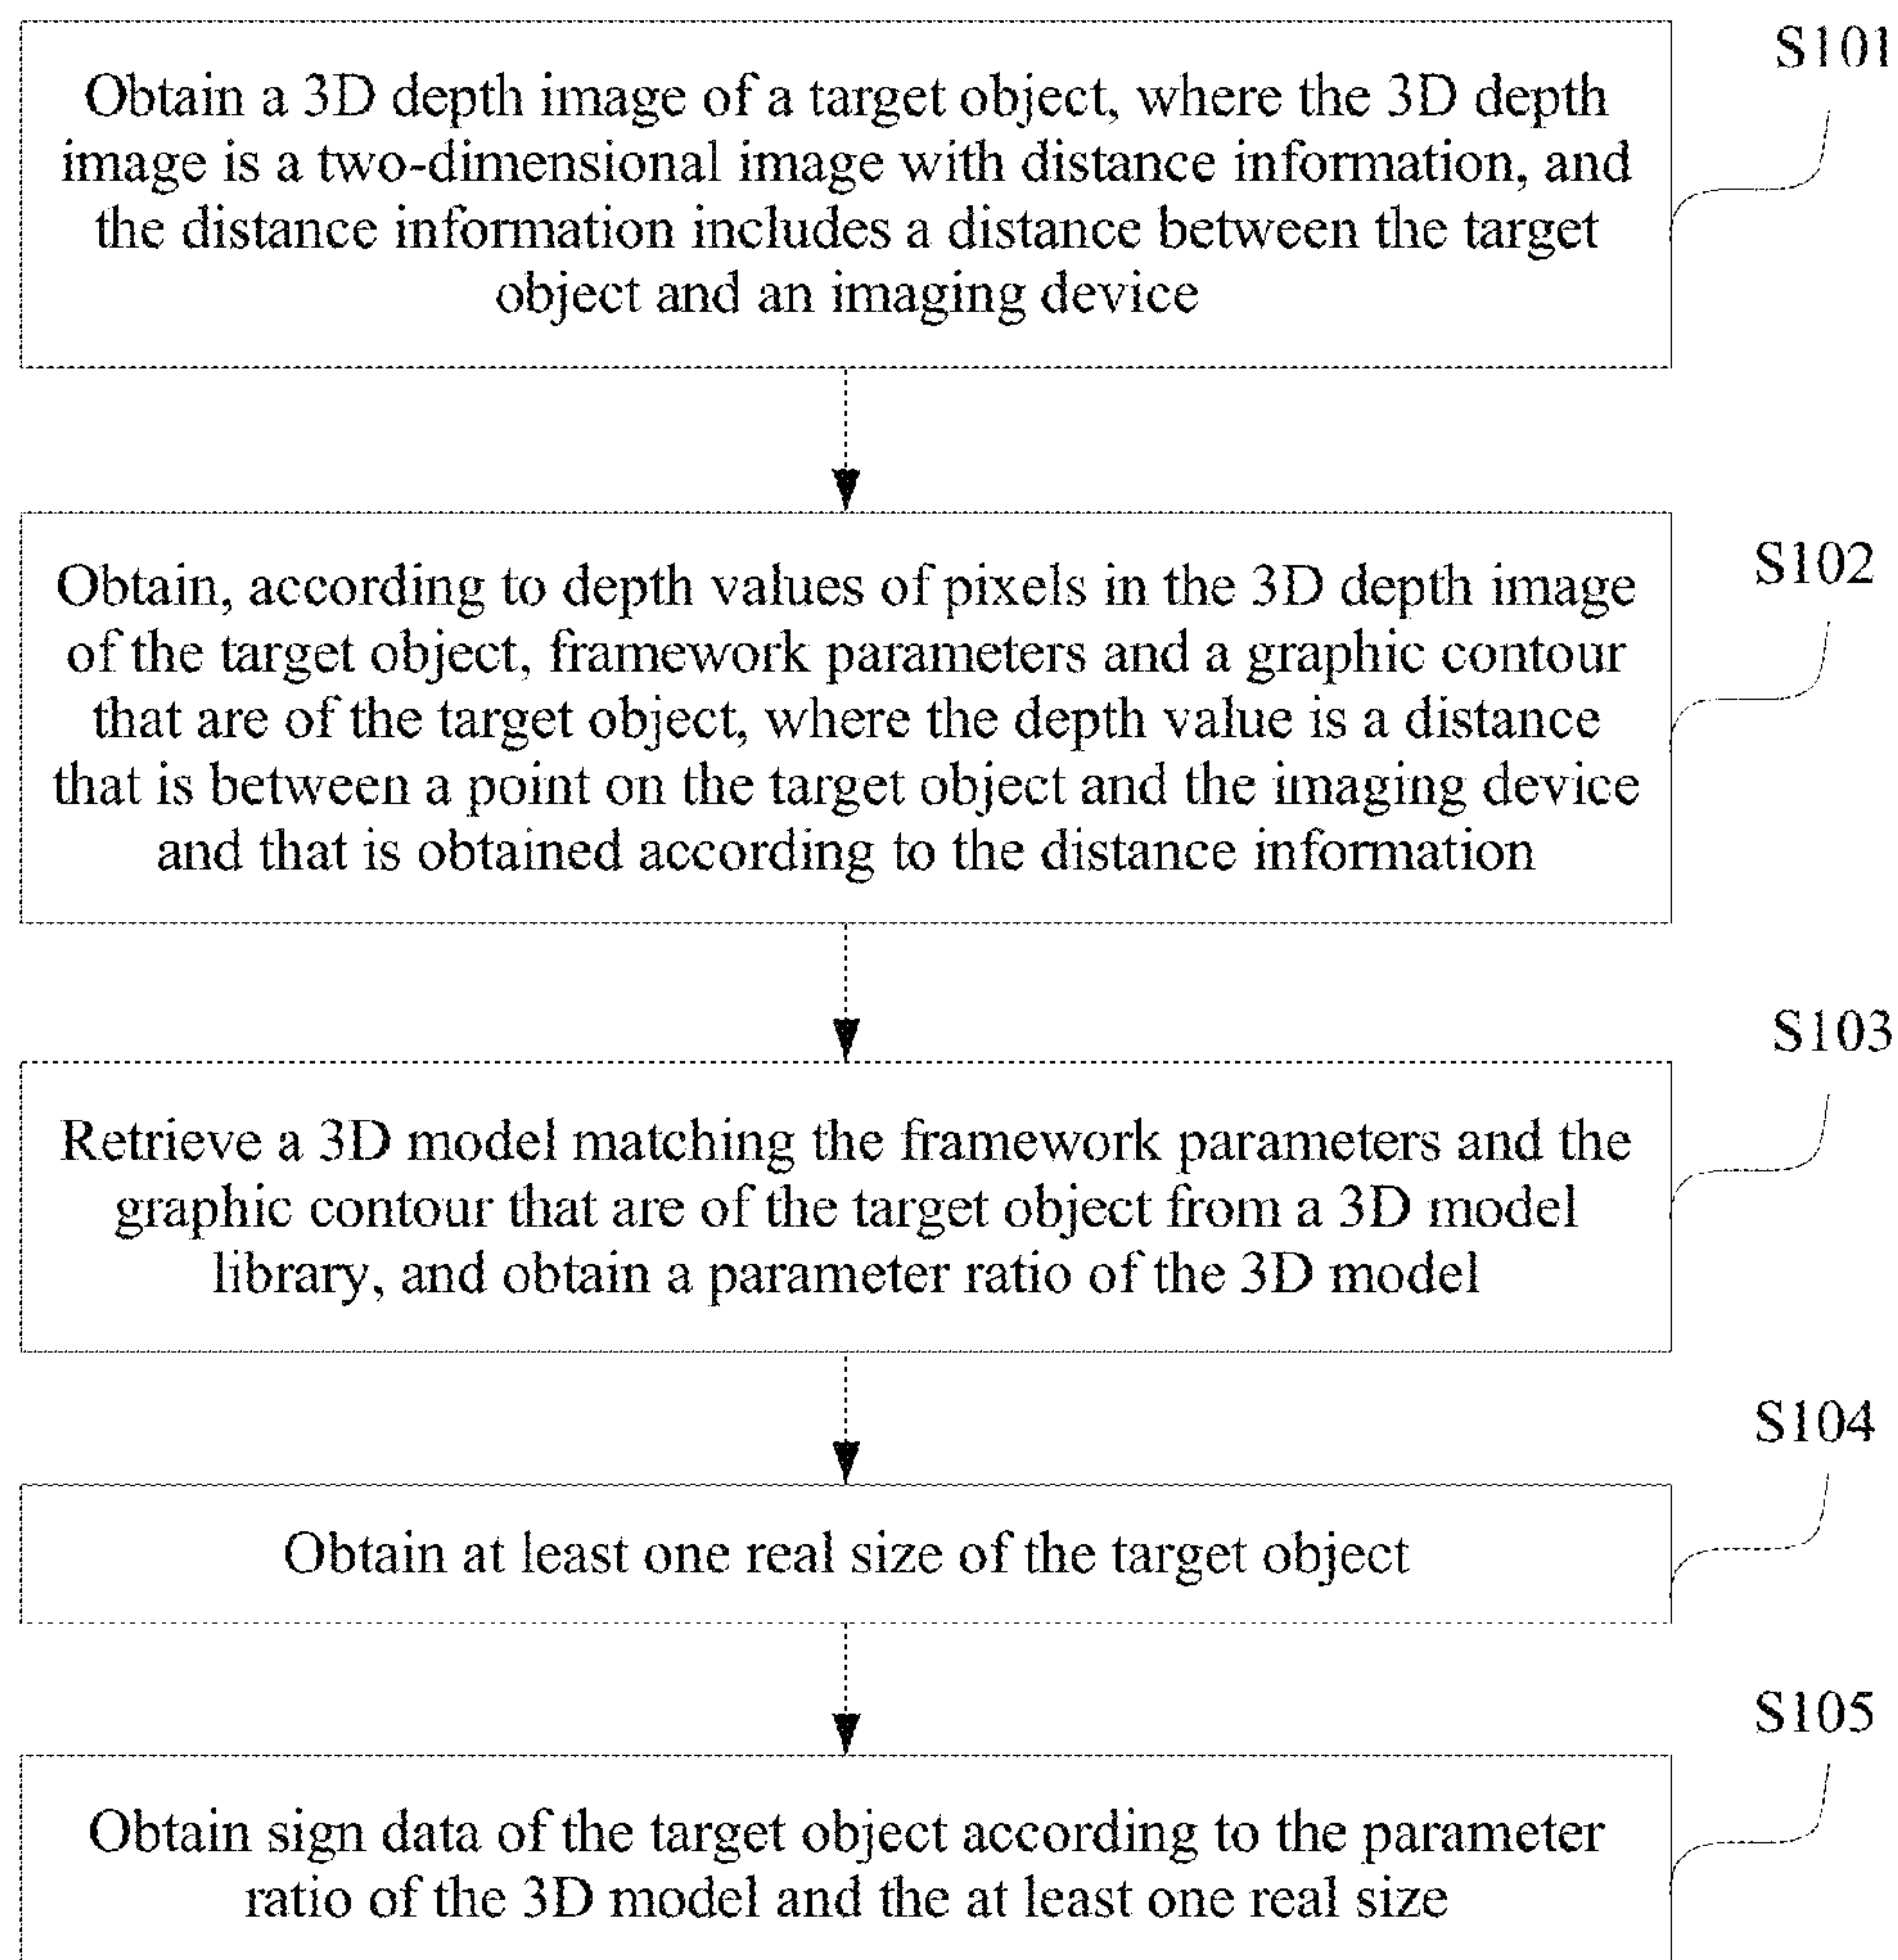 S101
Obtain a 3D depth image of a target object, where the 3D depth
image is a two-dimensional image with distance information, and
the distance information includes a distance between the target
object and an imaging device
S102
Obtain, according to depth values of pixels in the 3D depth image
of the target object, framework parameters and a graphic contour
that are of the target object, where the depth value is a distance
that is between a point on the target object and the imaging device
and that is obtained according to the distance information
S103
Retrieve a 3D model matching the framework parameters and the
graphic contour that are of the target object from a 3D model
library, and obtain a parameter ratio of the 3D model
S104
Obtain at least one real size of the target object
S105
Obtain sign data of the target object according to the parameter
ratio of the 3D model and the at least one real size